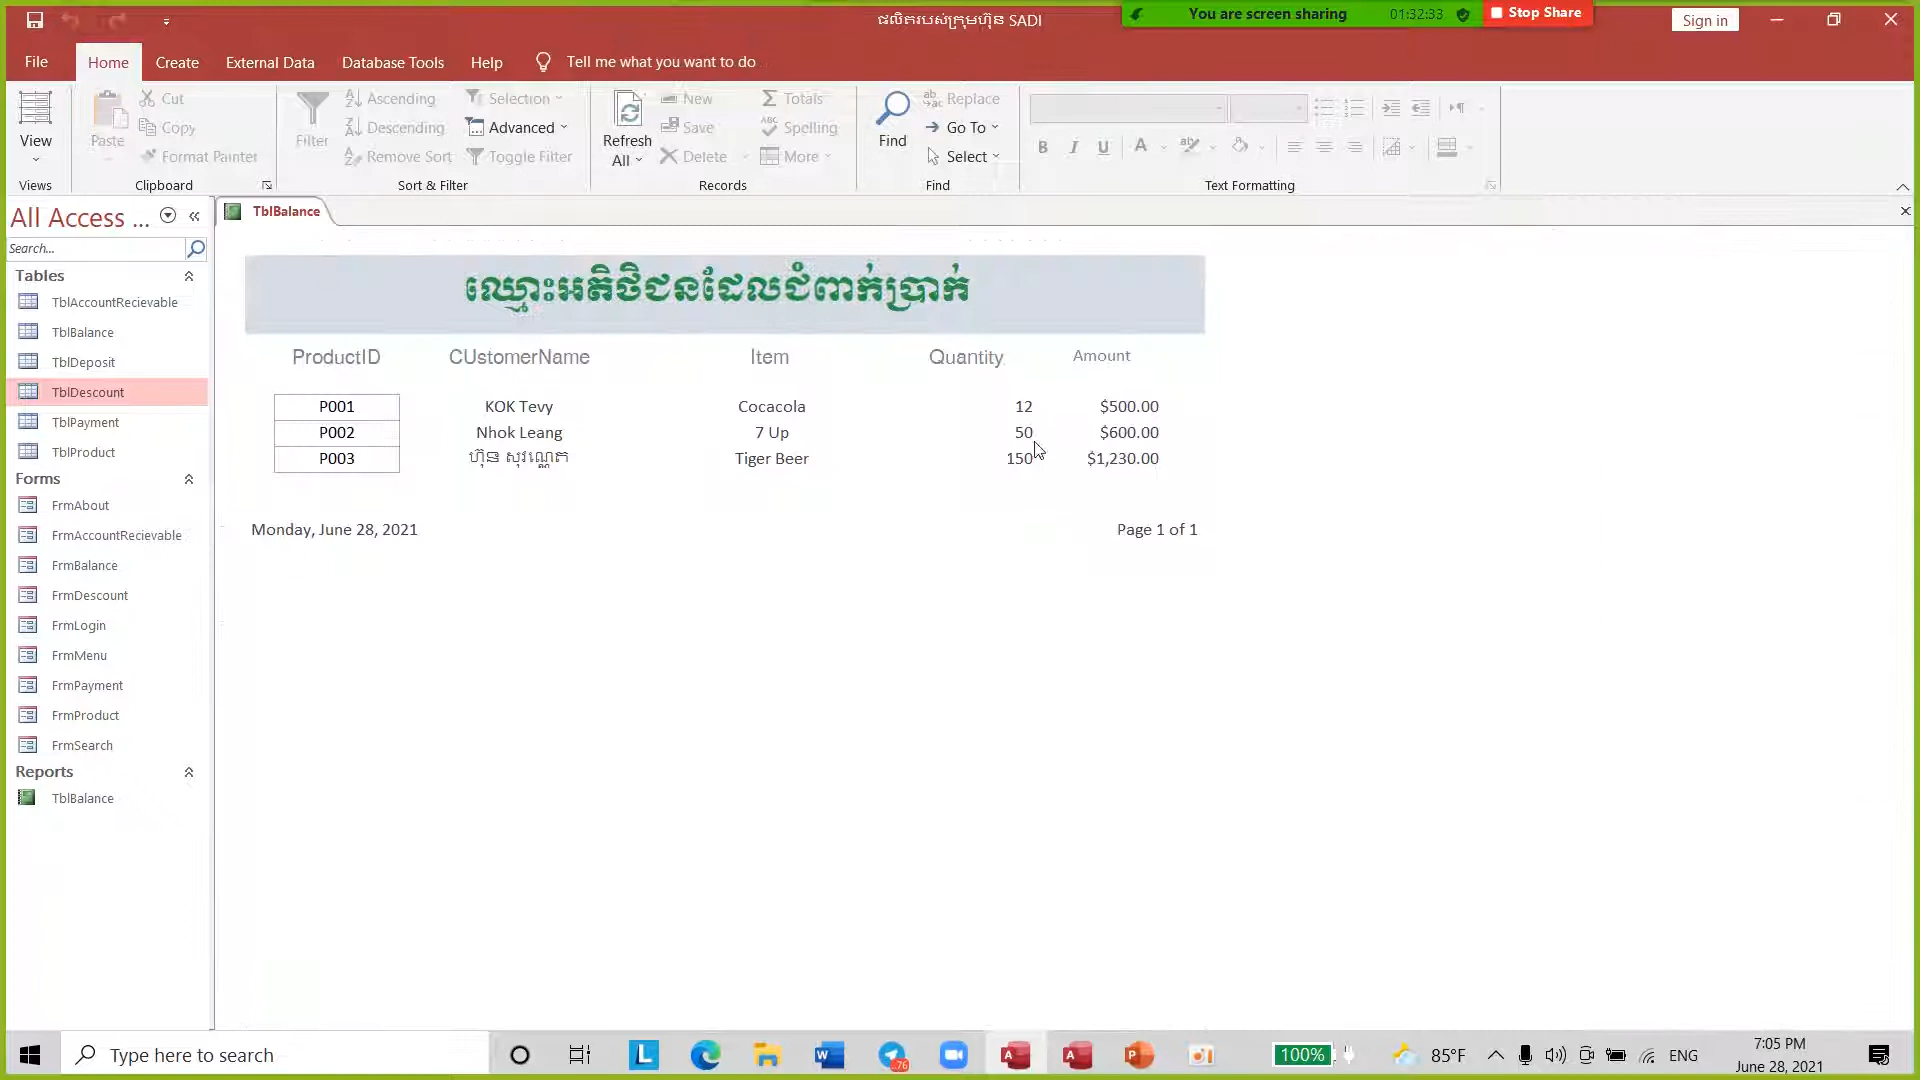 ផលិតរបស់ក្រុមហ៊ុន SADI
You are screen sharing 01:32:33 Stop Share
Sign in
File Home Create External Data Database Tools Help Tell me what you want to do
View
Views
Paste
Cut
Copy
Format Painter
Clipboard
Filter
Ascending
Descending
Remove Sort
Selection
Advanced
Toggle Filter
Sort & Filter
Refresh
All
New
Save
Delete
Totals
Spelling
More
Records
Find
Replace
Go To
Select
Find
B I U A
Text Formatting
All Access ...
Search...
Tables
TblAccountRecievable
TblBalance
TblDeposit
TblDescount
TblPayment
TblProduct
Forms
FrmAbout
FrmAccountRecievable
FrmBalance
FrmDescount
FrmLogin
FrmMenu
FrmPayment
FrmProduct
FrmSearch
Reports
TblBalance
TblBalance
ឈ្មោះអតិថិជនដែលជំពាក់ប្រាក់
ProductID CUstomerName Item Quantity Amount
P001 KOK Tevy Cocacola 12 $500.00
P002 Nhok Leang 7 Up 50 $600.00
P003 ហ៊ុន សុវណ្ណេត Tiger Beer 150 $1,230.00
Monday, June 28, 2021 Page 1 of 1
Type here to search
76
100%
85°F
ENG
7:05 PM
June 28, 2021